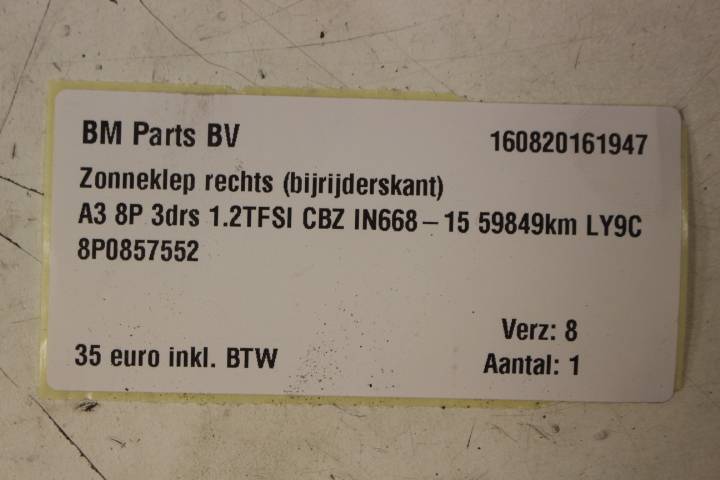 BM Parts BV 160820161947
Zonneklep rechts (bijrijderskant)
A3 8P 3drs 1.2TFSI CBZ IN668-15 59849km LY9C
8P0857552
Verz: 8
35 euro inkl. BTW Aantal: 1